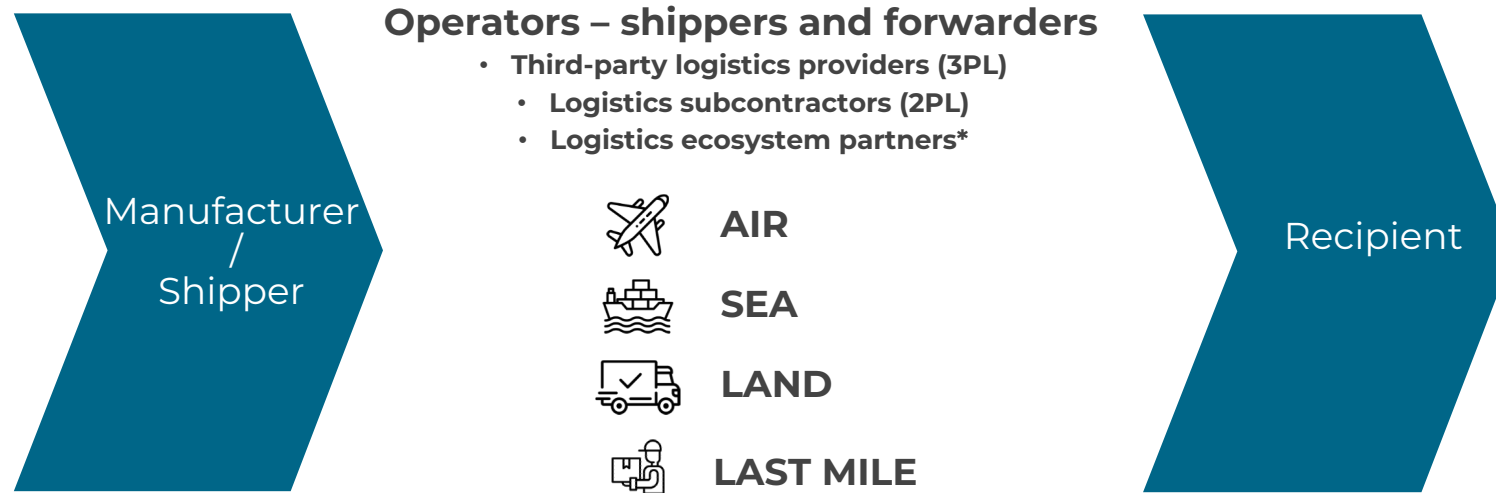 Operators – shippers and forwarders
• Third-party logistics providers (3PL)
• Logistics subcontractors (2PL)
• Logistics ecosystem partners*
Manufacturer
/
Shipper
AIR
SEA
LAND
LAST MILE
Recipient